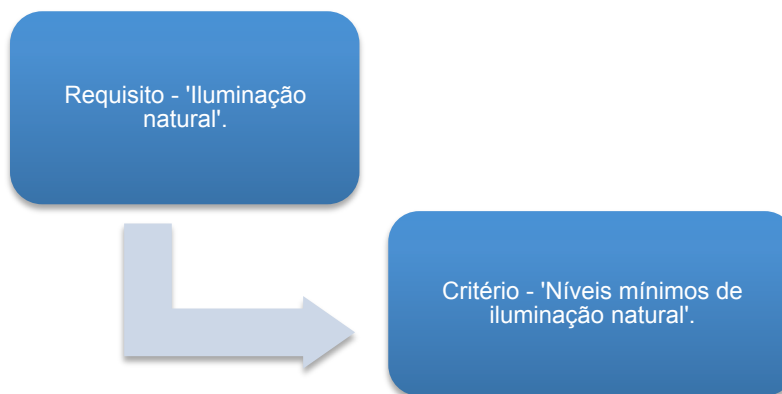 Requisito - 'Iluminação
natural'.
Critério - 'Níveis mínimos de
iluminação natural'.